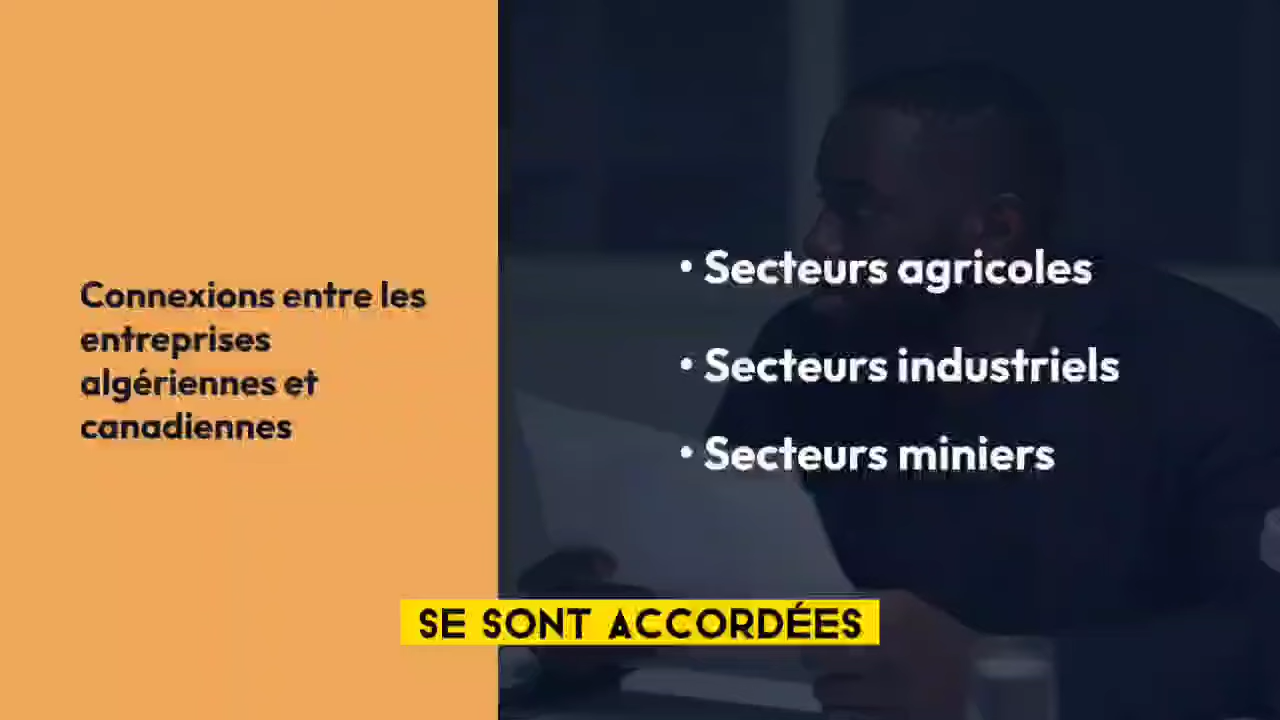 Connexions entre les
entreprises
algériennes et
canadiennes
• Secteurs agricoles
• Secteurs industriels
• Secteurs miniers
SE SONT ACCORDÉES